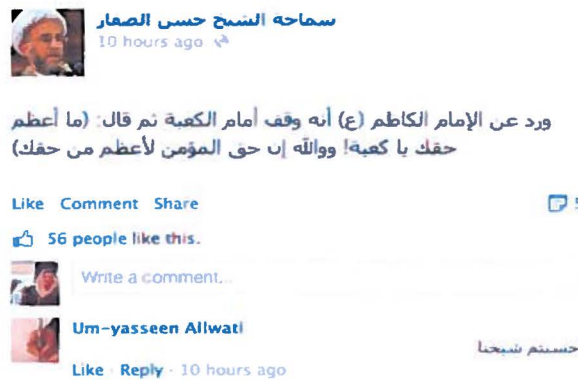 سماحة الشيخ حسن الصفار
10 hours ago
ورد عن الإمام الكاظم (ع) أنه وقف أمام الكعبة ثم قال: (ما أعظم
حقك يا كعبة! ووالله إن حق المؤمن لأعظم من حقك)
Like Comment Share
56 people like this.
Write a comment...
Um-yasseen Allwati
شيخنا
Like · Reply · 10 hours ago